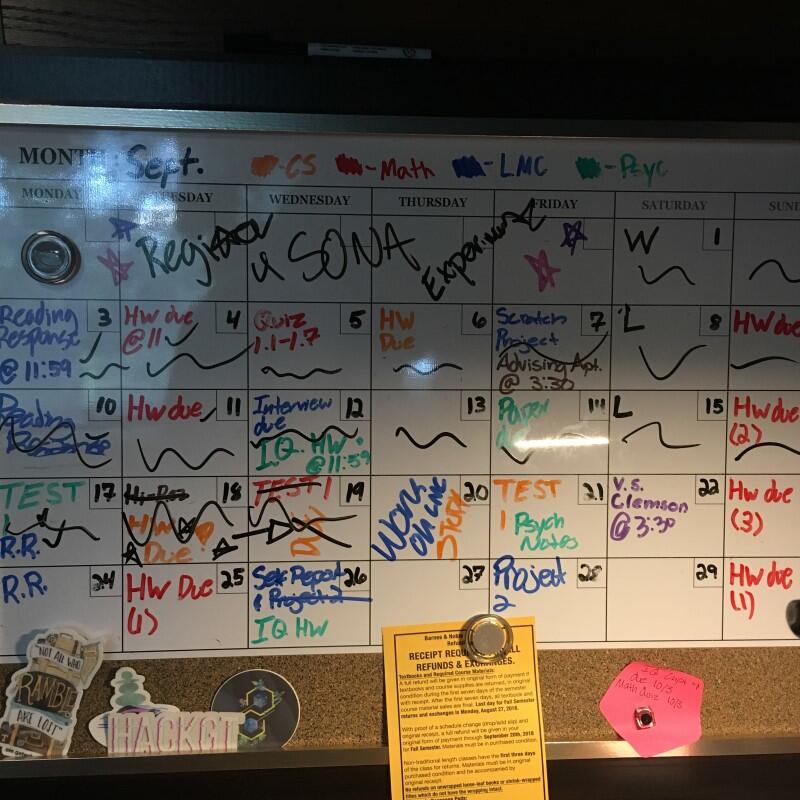 MONTH: Sept. -CS -Math -LMC -Psyc
MONDAY TUESDAY WEDNESDAY THURSDAY FRIDAY SATURDAY SUND
Register SONA Experiment W 1
Reading 3 HW due 4 Quiz 5 HW 6 Scratch 7 L 8 HW due
Response @ 11 1.1-1.7 Due Project
@ 11:59 Advising Apt.
@ 3:30
Reading 10 HW due 11 Interview 12 13 Paper 14 L 15 HW due
Response due due (2)
I.Q. HW
@ 11:59
TEST 17 18 TEST 1 19 Work 20 TEST 21 V.S. 22 HW due
1 HW Due on LMC 1 Psych Clemson (3)
R.R. Due! Notes @ 3:30
R.R. 24 HW Due 25 Self Report 26 27 Project 28 29 HW due
(1) & Project 2 2 (1)
IQ HW
NOT ALL WHO
RAMBLE
ARE LOST
HACKGT
Barnes & Noble
RECEIPT REQU
REFUNDS & EXCHANGES.
Textbooks and Required Course Materials:
A full refund will be given in original form of payment if
textbooks and course supplies are returned, in original
condition during the first seven days of the semester
with receipt. After the first seven days, all textbook and
course material sales are final. Last day for Fall Semester
returns and exchanges is Monday, August 27, 2018.
With proof of a schedule change (drop/add slip) and
original receipt, a full refund will be given in original
form of payment through September 20th, 2018
for Fall Semester. Materials must be in purchased condition.
Non-traditional length classes have the first three days
of the class for returns. Materials must be in original
purchased condition and be accompanied by
original receipt.
No refunds on unwrapped loose-leaf books or shrink-wrapped
titles which do not have the wrapping intact.
due 10/3
Math Quiz 10/3